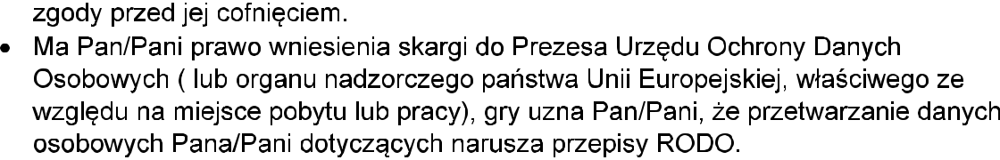 zgody przed jej cofnięciem.
• Ma Pan/Pani prawo wniesienia skargi do Prezesa Urzędu Ochrony Danych
Osobowych ( lub organu nadzorczego państwa Unii Europejskiej, właściwego ze
względu na miejsce pobytu lub pracy), gry uzna Pan/Pani, że przetwarzanie danych
osobowych Pana/Pani dotyczących narusza przepisy RODO.